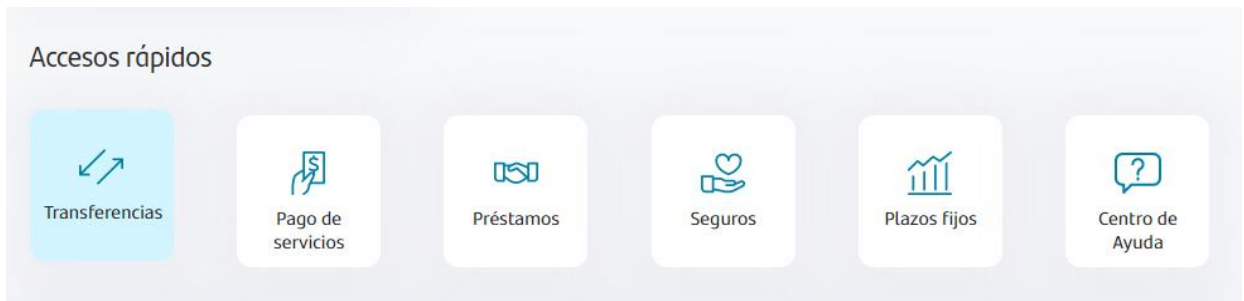 Accesos rápidos
Transferencias
Pago de
servicios
Préstamos
Seguros
Plazos fijos
Centro de
Ayuda